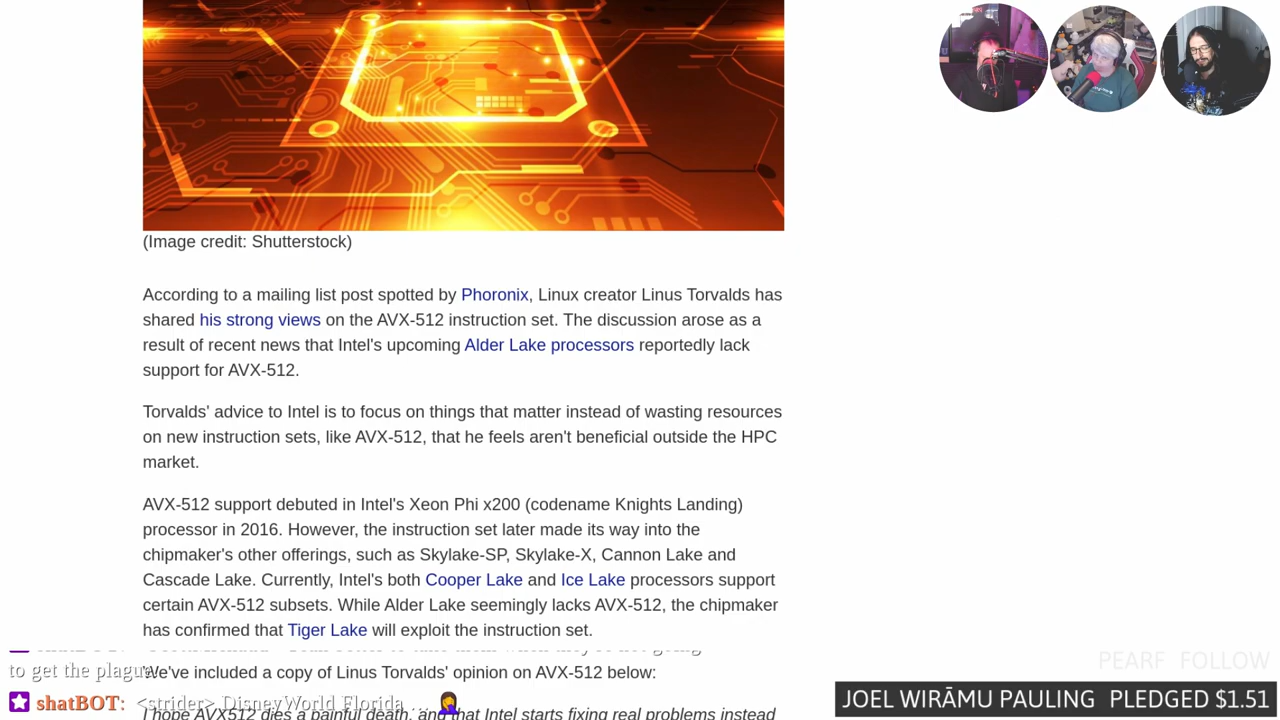 (Image credit: Shutterstock)
According to a mailing list post spotted by Phoronix, Linux creator Linus Torvalds has
shared his strong views on the AVX-512 instruction set. The discussion arose as a
result of recent news that Intel's upcoming Alder Lake processors reportedly lack
support for AVX-512.
Torvalds' advice to Intel is to focus on things that matter instead of wasting resources
on new instruction sets, like AVX-512, that he feels aren't beneficial outside the HPC
market.
AVX-512 support debuted in Intel's Xeon Phi x200 (codename Knights Landing)
processor in 2016. However, the instruction set later made its way into the
chipmaker's other offerings, such as Skylake-SP, Skylake-X, Cannon Lake and
Cascade Lake. Currently, Intel's both Cooper Lake and Ice Lake processors support
certain AVX-512 subsets. While Alder Lake seemingly lacks AVX-512, the chipmaker
has confirmed that Tiger Lake will exploit the instruction set.
to get the plague
We've included a copy of Linus Torvalds' opinion on AVX-512 below:
shatBOT: <strider> DisneyWorld Florida ...
I hope AVX512 dies a painful death, and that Intel starts fixing real problems instead
PEARF FOLLOW
JOEL WIRĀMU PAULING PLEDGED $1.51